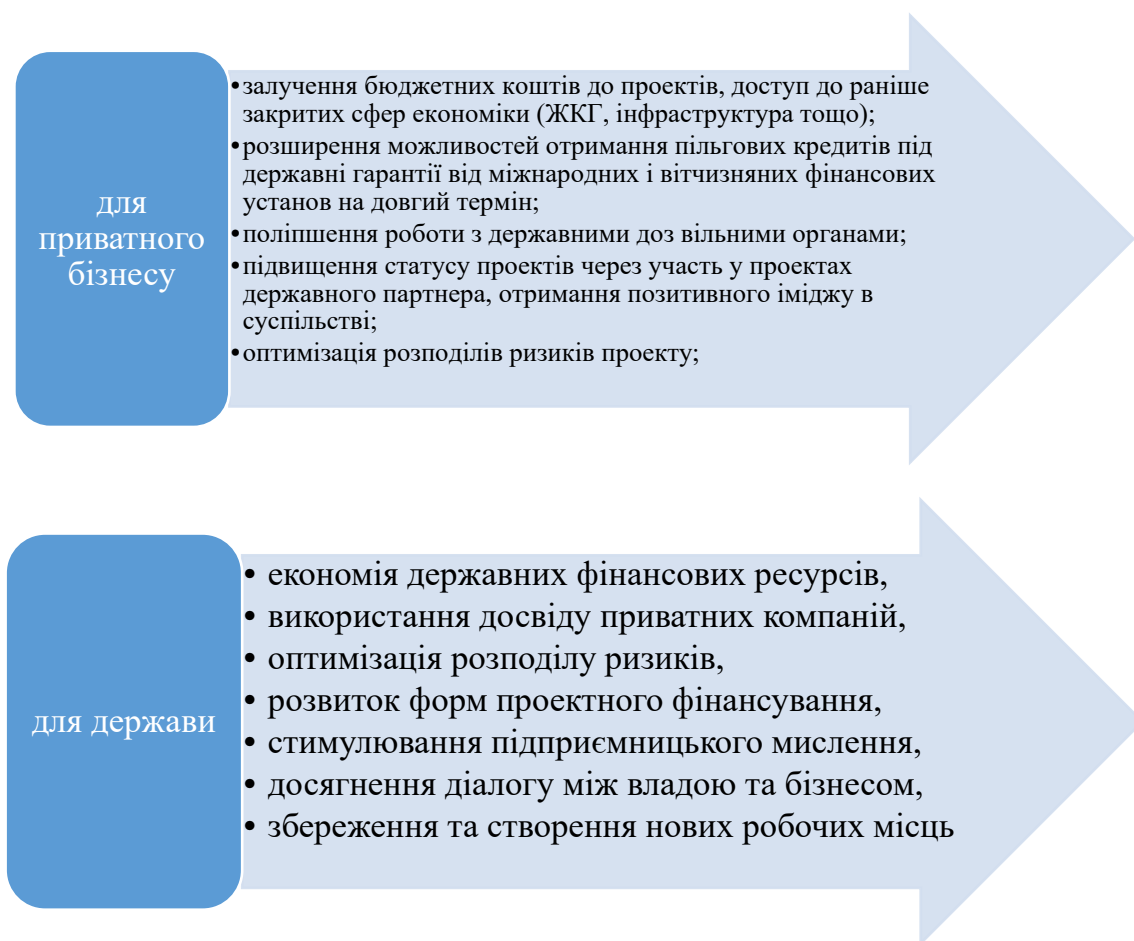 для
приватного
бізнесу
•залучення бюджетних коштів до проектів, доступ до раніше
закритих сфер економіки (ЖКГ, інфраструктура тощо);
•розширення можливостей отримання пільгових кредитів під
державні гарантії від міжнародних і вітчизняних фінансових
установ на довгий термін;
•поліпшення роботи з державними доз вільними органами;
•підвищення статусу проектів через участь у проектах
державного партнера, отримання позитивного іміджу в
суспільстві;
•оптимізація розподілів ризиків проекту;
для держави
• економія державних фінансових ресурсів,
• використання досвіду приватних компаній,
• оптимізація розподілу ризиків,
• розвиток форм проектного фінансування,
• стимулювання підприємницького мислення,
• досягнення діалогу між владою та бізнесом,
• збереження та створення нових робочих місць